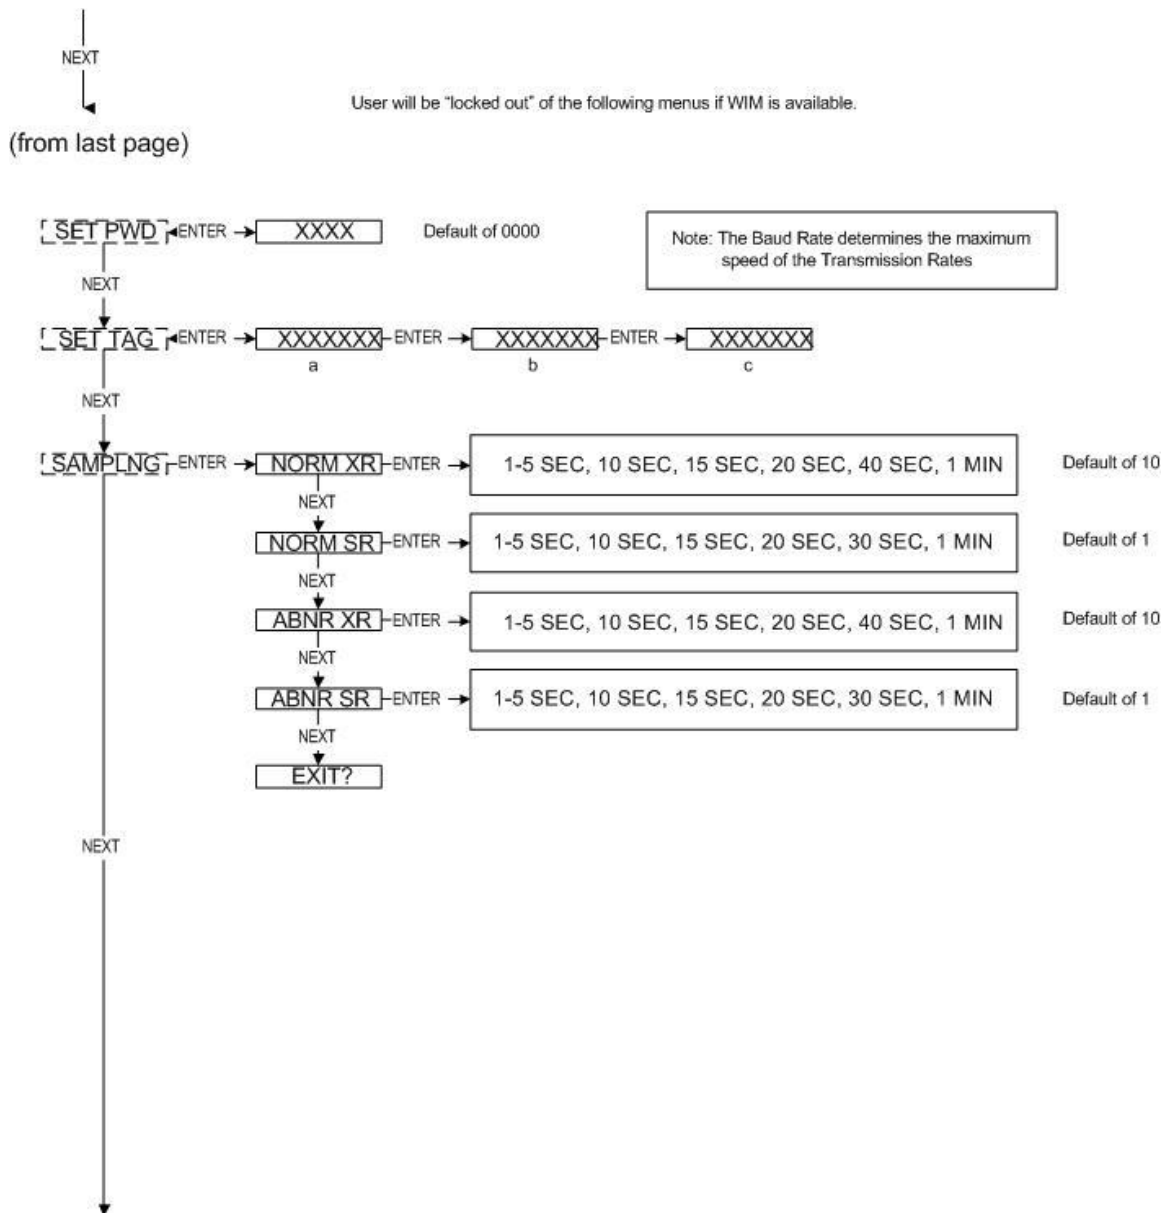 NEXT
User will be "locked out" of the following menus if WIM is available.
(from last page)
SET PWD ENTER XXXX Default of 0000
Note: The Baud Rate determines the maximum
speed of the Transmission Rates
NEXT
SET TAG ENTER XXXXXXX ENTER XXXXXXX ENTER XXXXXXX
a b c
NEXT
SAMPLNG ENTER NORM XR ENTER 1-5 SEC, 10 SEC, 15 SEC, 20 SEC, 40 SEC, 1 MIN Default of 10
NEXT
NORM SR ENTER 1-5 SEC, 10 SEC, 15 SEC, 20 SEC, 30 SEC, 1 MIN Default of 1
NEXT
ABNR XR ENTER 1-5 SEC, 10 SEC, 15 SEC, 20 SEC, 40 SEC, 1 MIN Default of 10
NEXT
ABNR SR ENTER 1-5 SEC, 10 SEC, 15 SEC, 20 SEC, 30 SEC, 1 MIN Default of 1
NEXT
EXIT?
NEXT